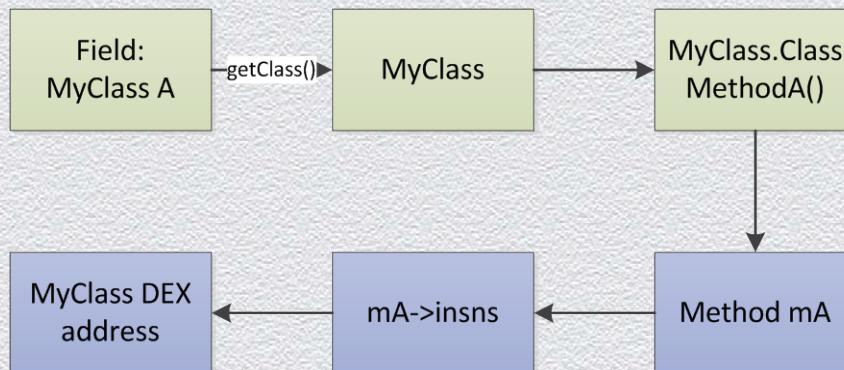 Field:
MyClass A
getClass()
MyClass
MyClass.Class
MethodA()
MyClass DEX
address
mA->insns
Method mA